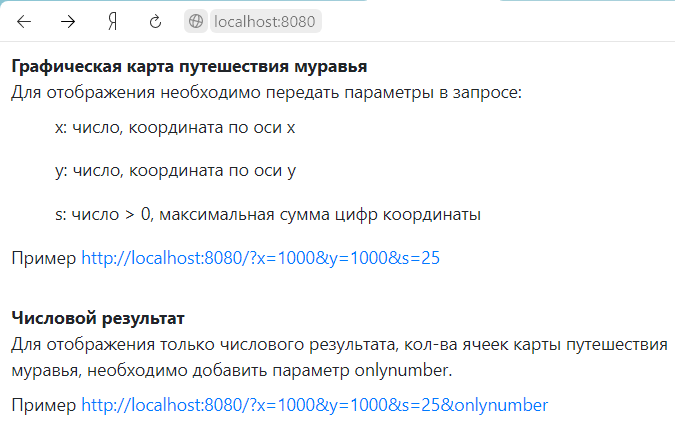 Я localhost:8080
Графическая карта путешествия муравья
Для отображения необходимо передать параметры в запросе:
x: число, координата по оси x
y: число, координата по оси y
s: число > 0, максимальная сумма цифр координаты
Пример http://localhost:8080/?x=1000&y=1000&s=25
Числовой результат
Для отображения только числового результата, кол-ва ячеек карты путешествия
муравья, необходимо добавить параметр onlynumber.
Пример http://localhost:8080/?x=1000&y=1000&s=25&onlynumber